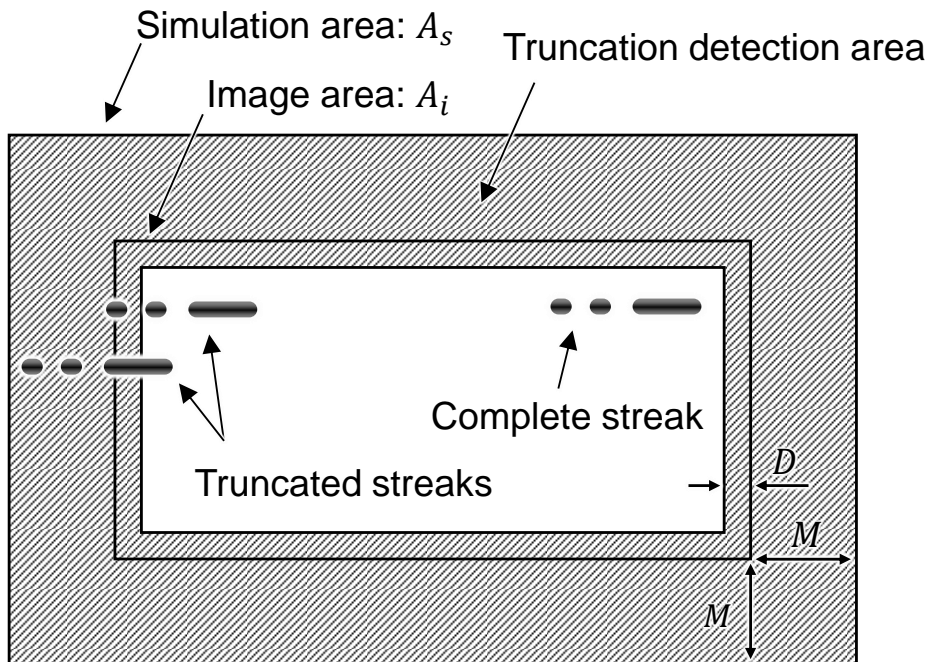 Simulation area: A_s
Truncation detection area
Image area: A_i
Complete streak
Truncated streaks
D
M
M